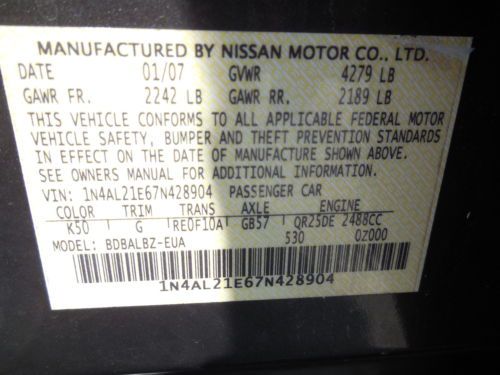 MANUFACTURED BY NISSAN MOTOR CO., LTD.
DATE 01/07 GVWR 4279 LB
GAWR FR. 2242 LB GAWR RR. 2189 LB
THIS VEHICLE CONFORMS TO ALL APPLICABLE FEDERAL MOTOR
VEHICLE SAFETY, BUMPER AND THEFT PREVENTION STANDARDS
IN EFFECT ON THE DATE OF MANUFACTURE SHOWN ABOVE.
SEE OWNERS MANUAL FOR ADDITIONAL INFORMATION.
VIN: 1N4AL21E67N428904 PASSENGER CAR
COLOR TRIM TRANS AXLE ENGINE
K50 G RE0F10A GB57 QR25DE 2488CC
MODEL: BDBALBZ-EUA 530 0Z000
1N4AL21E67N428904